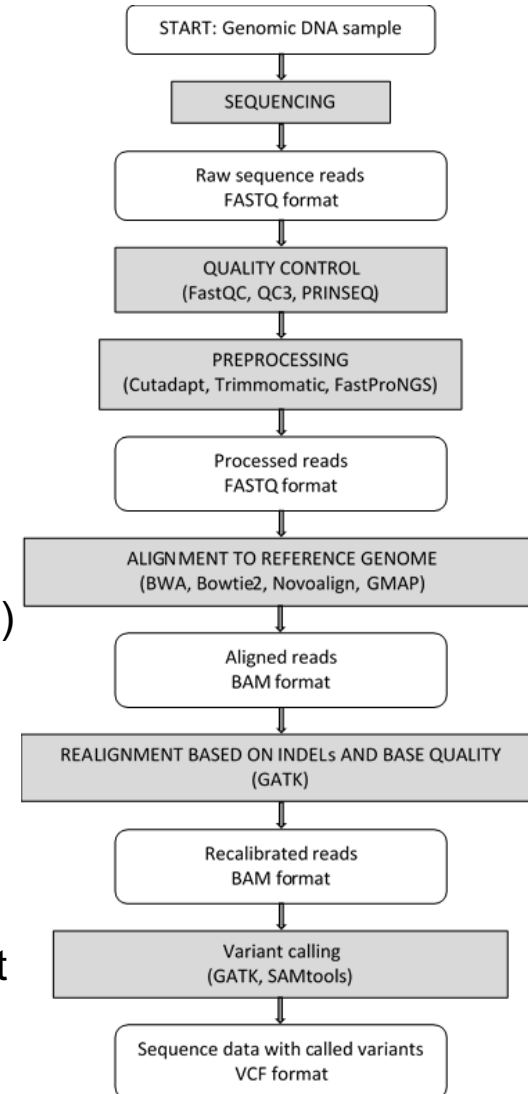 START: Genomic DNA sample
SEQUENCING
Raw sequence reads
FASTQ format
QUALITY CONTROL
(FastQC, QC3, PRINSEQ)
PREPROCESSING
(Cutadapt, Trimmomatic, FastProNGS)
Processed reads
FASTQ format
ALIGNMENT TO REFERENCE GENOME
(BWA, Bowtie2, Novoalign, GMAP)
)
Aligned reads
BAM format
REALIGNMENT BASED ON INDELs AND BASE QUALITY
(GATK)
Recalibrated reads
BAM format
Variant calling
t
(GATK, SAMtools)
Sequence data with called variants
VCF format